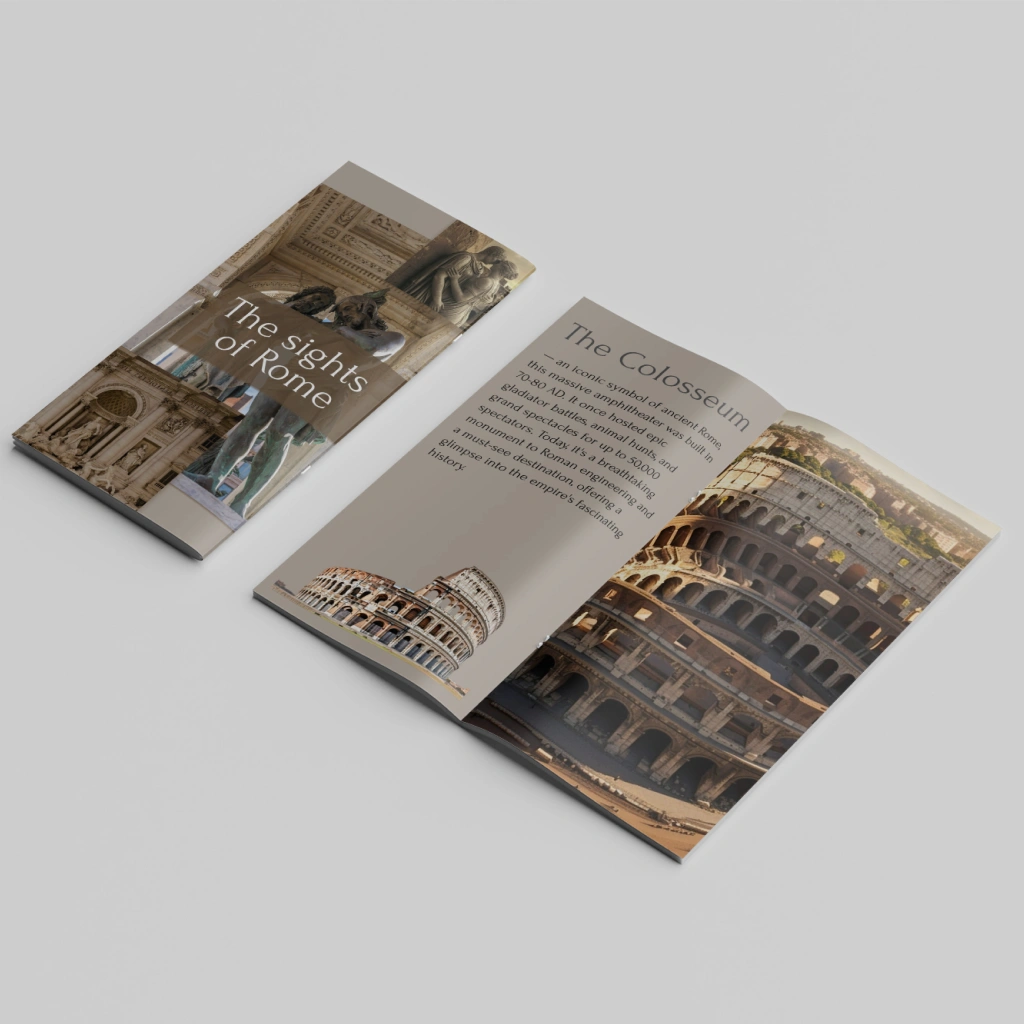 The sights
of Rome
The Colosseum
— an iconic symbol of ancient Rome,
this massive amphitheater was built in
70-80 AD. It once hosted epic
gladiator battles, animal hunts, and
grand spectacles for up to 50,000
spectators. Today, it's a breathtaking
monument to Roman engineering and
a must-see destination, offering a
glimpse into the empire's fascinating
history.